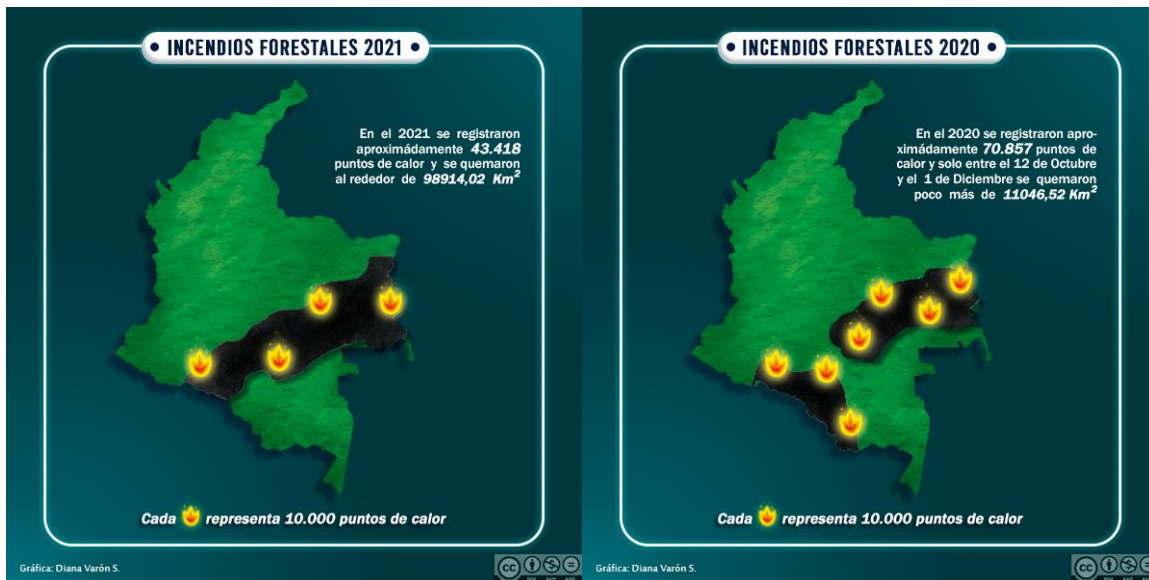 • INCENDIOS FORESTALES 2021 •
En el 2021 se registraron
aproximádamente 43.418
puntos de calor y se quemaron
al rededor de 98914,02 Km²
Cada representa 10.000 puntos de calor
Gráfica: Diana Varón S.
cc
• INCENDIOS FORESTALES 2020 •
En el 2020 se registraron apro-
ximádamente 70.857 puntos de
calor y solo entre el 12 de Octubre
y el 1 de Diciembre se quemaron
poco más de 11046,52 Km²
Cada representa 10.000 puntos de calor
Gráfica: Diana Varón S.
cc